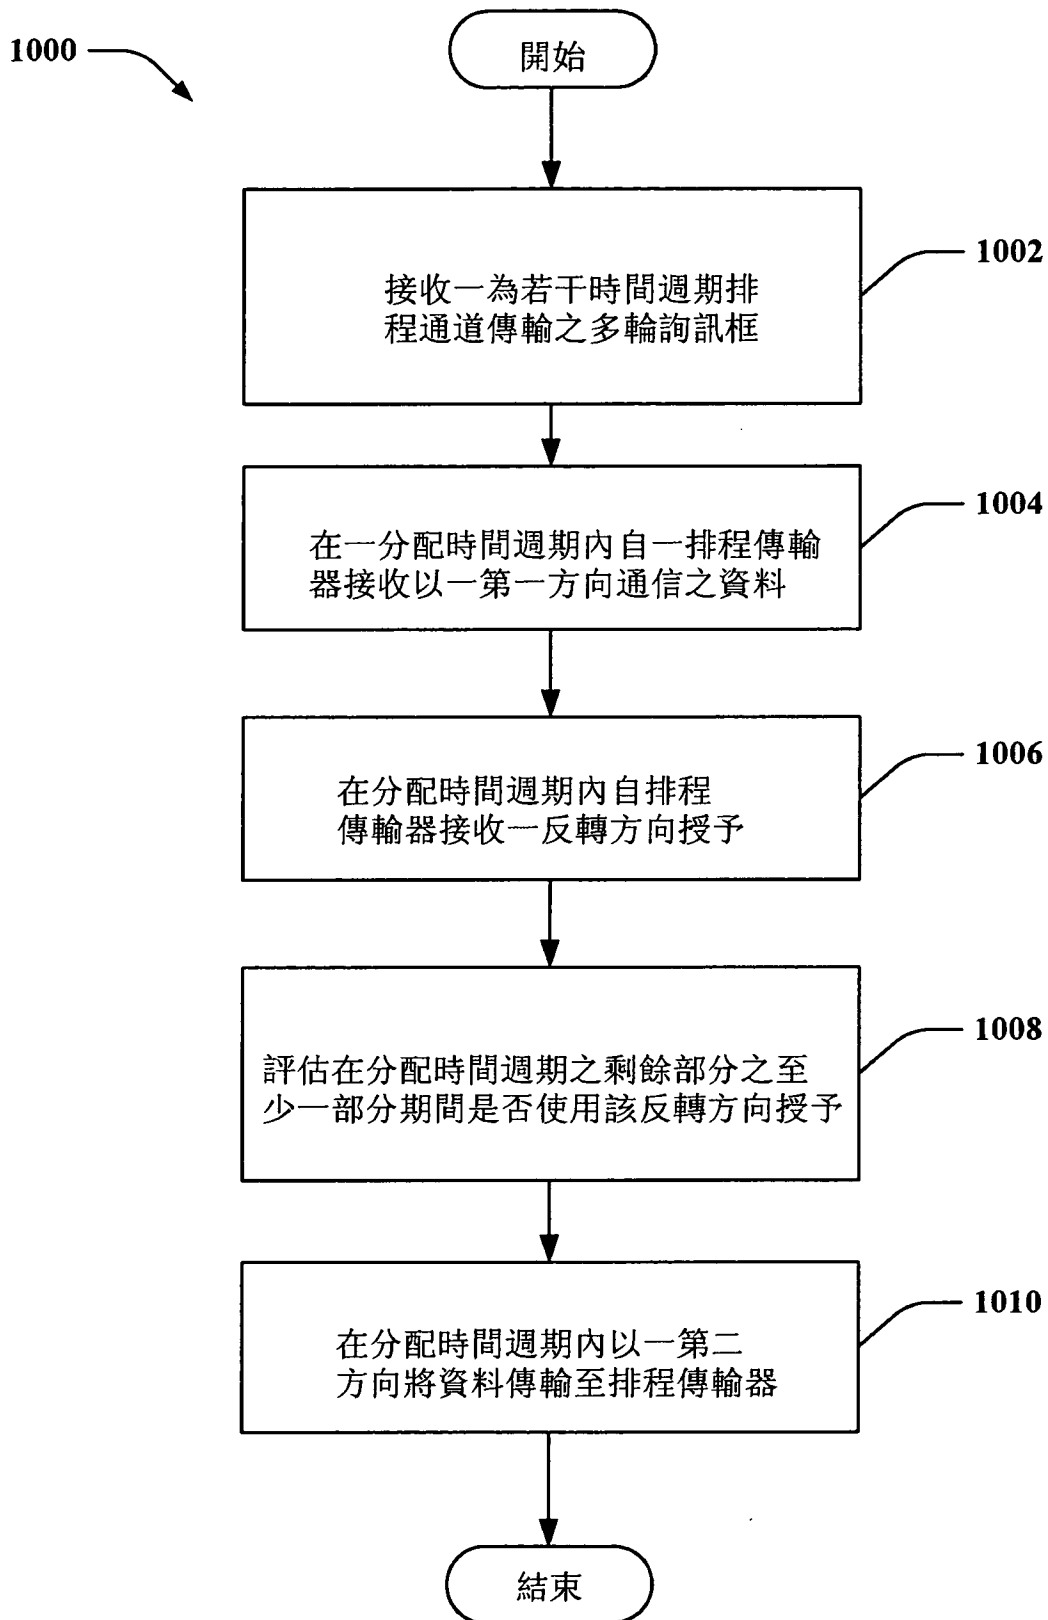 1000
開始
接收一為若干時間週期排
程通道傳輸之多輪詢訊框
1002
在一分配時間週期內自一排程傳輸
器接收以一第一方向通信之資料
1004
在分配時間週期內自排程
傳輸器接收一反轉方向授予
1006
評估在分配時間週期之剩餘部分之至
少一部分期間是否使用該反轉方向授予
1008
在分配時間週期內以一第二
方向將資料傳輸至排程傳輸器
1010
結束